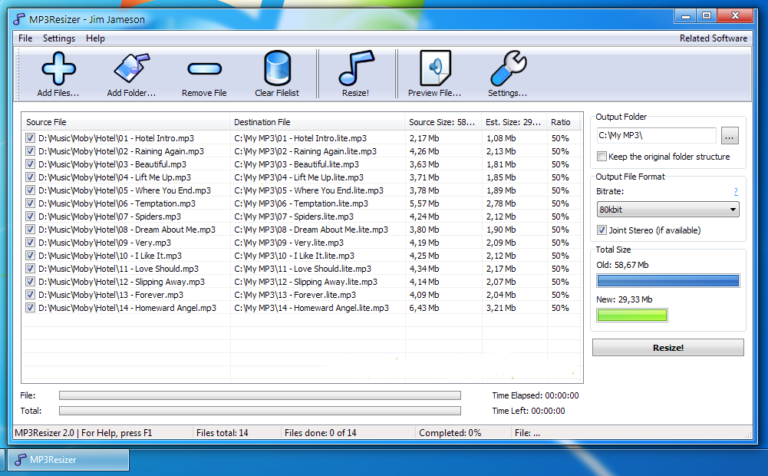 MP3Resizer - Jim Jameson
File Settings Help Related Software
Add Files... Add Folder... Remove File Clear Filelist Resize! Preview File... Settings...
Source File Destination File Source Size: 58... Est. Size: 29... Ratio
D:\Music\Moby\Hotel\01 - Hotel Intro.mp3 C:\My MP3\01 - Hotel Intro.lite.mp3 2,17 Mb 1,08 Mb 50%
D:\Music\Moby\Hotel\02 - Raining Again.mp3 C:\My MP3\02 - Raining Again.lite.mp3 4,26 Mb 2,13 Mb 50%
D:\Music\Moby\Hotel\03 - Beautiful.mp3 C:\My MP3\03 - Beautiful.lite.mp3 3,63 Mb 1,81 Mb 50%
D:\Music\Moby\Hotel\04 - Lift Me Up.mp3 C:\My MP3\04 - Lift Me Up.lite.mp3 3,71 Mb 1,85 Mb 50%
D:\Music\Moby\Hotel\05 - Where You End.mp3 C:\My MP3\05 - Where You End.lite.mp3 3,78 Mb 1,89 Mb 50%
D:\Music\Moby\Hotel\06 - Temptation.mp3 C:\My MP3\06 - Temptation.lite.mp3 5,57 Mb 2,78 Mb 50%
D:\Music\Moby\Hotel\07 - Spiders.mp3 C:\My MP3\07 - Spiders.lite.mp3 4,24 Mb 2,12 Mb 50%
D:\Music\Moby\Hotel\08 - Dream About Me.mp3 C:\My MP3\08 - Dream About Me.lite.mp3 3,80 Mb 1,90 Mb 50%
D:\Music\Moby\Hotel\09 - Very.mp3 C:\My MP3\09 - Very.lite.mp3 4,19 Mb 2,09 Mb 50%
D:\Music\Moby\Hotel\10 - I Like It.mp3 C:\My MP3\10 - I Like It.lite.mp3 4,25 Mb 2,12 Mb 50%
D:\Music\Moby\Hotel\11 - Love Should.mp3 C:\My MP3\11 - Love Should.lite.mp3 4,34 Mb 2,17 Mb 50%
D:\Music\Moby\Hotel\12 - Slipping Away.mp3 C:\My MP3\12 - Slipping Away.lite.mp3 4,14 Mb 2,07 Mb 50%
D:\Music\Moby\Hotel\13 - Forever.mp3 C:\My MP3\13 - Forever.lite.mp3 4,09 Mb 2,04 Mb 50%
D:\Music\Moby\Hotel\14 - Homeward Angel.mp3 C:\My MP3\14 - Homeward Angel.lite.mp3 6,43 Mb 3,21 Mb 50%
Output Folder
C:\My MP3\ ...
Keep the original folder structure
Output File Format
Bitrate: ?
80kbit
Joint Stereo (if available)
Total Size
Old: 58,67 Mb
New: 29,33 Mb
Resize!
File: Time Elapsed: 00:00:00
Total: Time Left: 00:00:00
MP3Resizer 2.0 | For Help, press F1 Files total: 14 Files done: 0 of 14 Completed: 0% File: ...
MP3Resizer